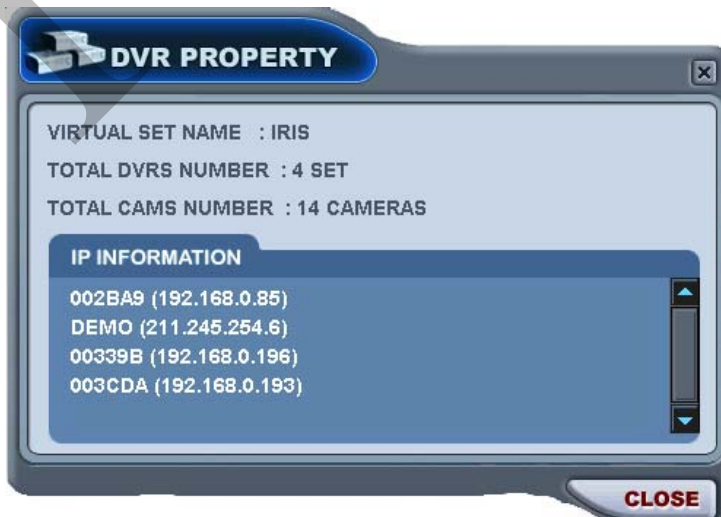 DVR PROPERTY
VIRTUAL SET NAME : IRIS
TOTAL DVRS NUMBER : 4 SET
TOTAL CAMS NUMBER : 14 CAMERAS
IP INFORMATION
002BA9 (192.168.0.85)
DEMO (211.245.254.6)
00339B (192.168.0.196)
003CDA (192.168.0.193)
CLOSE